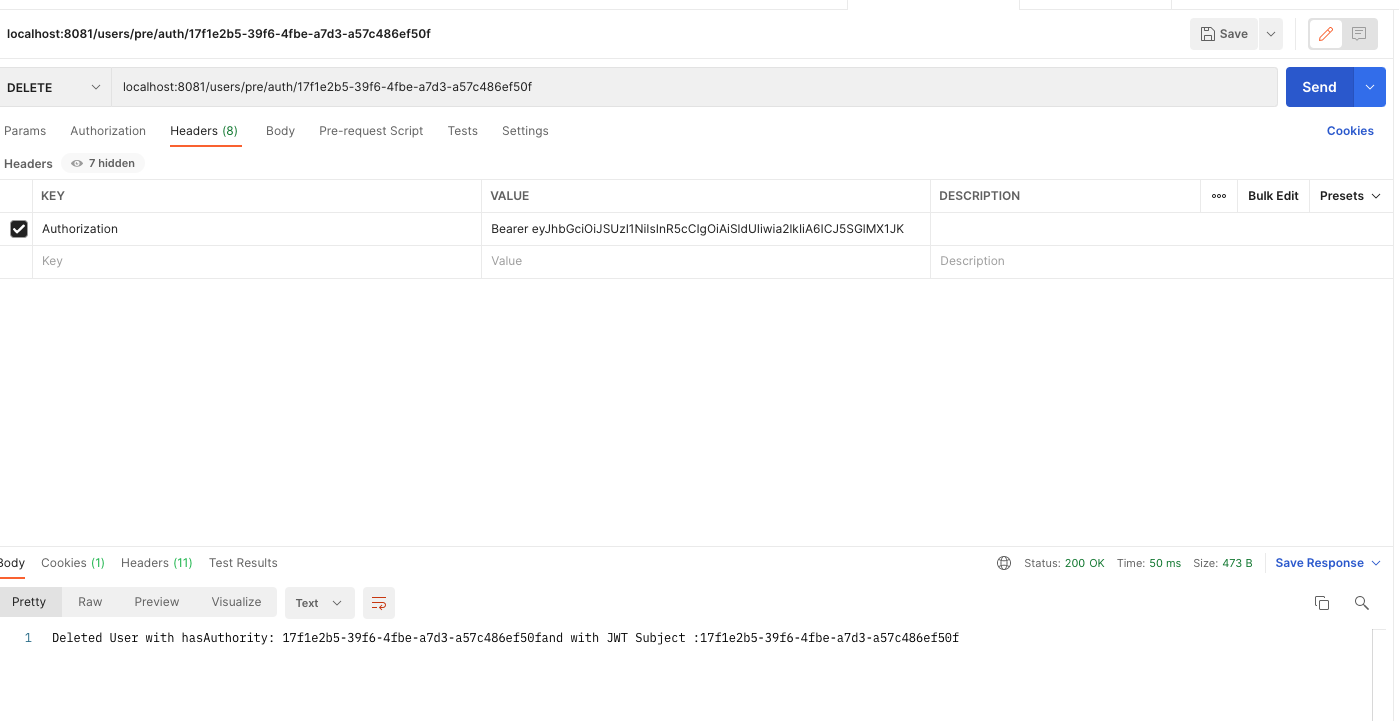 localhost:8081/users/pre/auth/17f1e2b5-39f6-4fbe-a7d3-a57c486ef50f
Save
DELETE
localhost:8081/users/pre/auth/17f1e2b5-39f6-4fbe-a7d3-a57c486ef50f
Send
Params Authorization Headers (8) Body Pre-request Script Tests Settings Cookies
Headers 7 hidden
KEY VALUE DESCRIPTION Bulk Edit Presets
Authorization Bearer eyJhbGciOiJSUzI1NiIsInR5cCIgOiAiSldUIiwia2lkIiA6ICJ5SGlMX1JK
Key Value Description
Body Cookies (1) Headers (11) Test Results Status: 200 OK Time: 50 ms Size: 473 B Save Response
Pretty Raw Preview Visualize Text
1 Deleted User with hasAuthority: 17f1e2b5-39f6-4fbe-a7d3-a57c486ef50fand with JWT Subject :17f1e2b5-39f6-4fbe-a7d3-a57c486ef50f